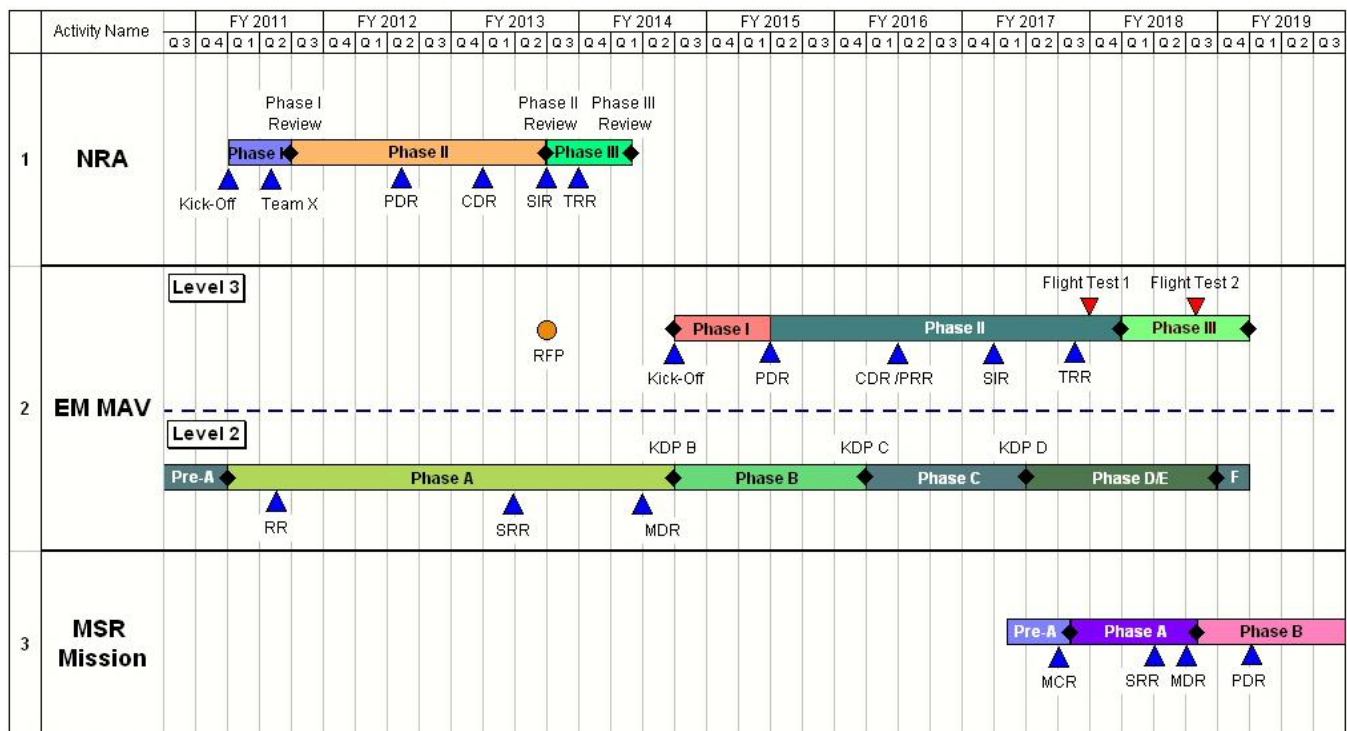 Activity Name
FY 2011 FY 2012 FY 2013 FY 2014 FY 2015 FY 2016 FY 2017 FY 2018 FY 2019
Q 3 Q 4 Q 1 Q 2 Q 3 Q 4 Q 1 Q 2 Q 3 Q 4 Q 1 Q 2 Q 3 Q 4 Q 1 Q 2 Q 3 Q 4 Q 1 Q 2 Q 3 Q 4 Q 1 Q 2 Q 3 Q 4 Q 1 Q 2 Q 3 Q 4 Q 1 Q 2 Q 3 Q 4 Q 1 Q 2 Q 3
1
NRA
Phase I
Review
Phase II
Review
Phase III
Review
Phase I Phase II Phase III
Kick-Off Team X PDR CDR SIR TRR
2
EM MAV
Level 3
Flight Test 1 Flight Test 2
Phase I Phase II Phase III
RFP
Kick-Off PDR CDR /PRR SIR TRR
Level 2
KDP B KDP C KDP D
Pre-A Phase A Phase B Phase C Phase D/E F
RR SRR MDR
3
MSR
Mission
Pre-A Phase A Phase B
MCR SRR MDR PDR